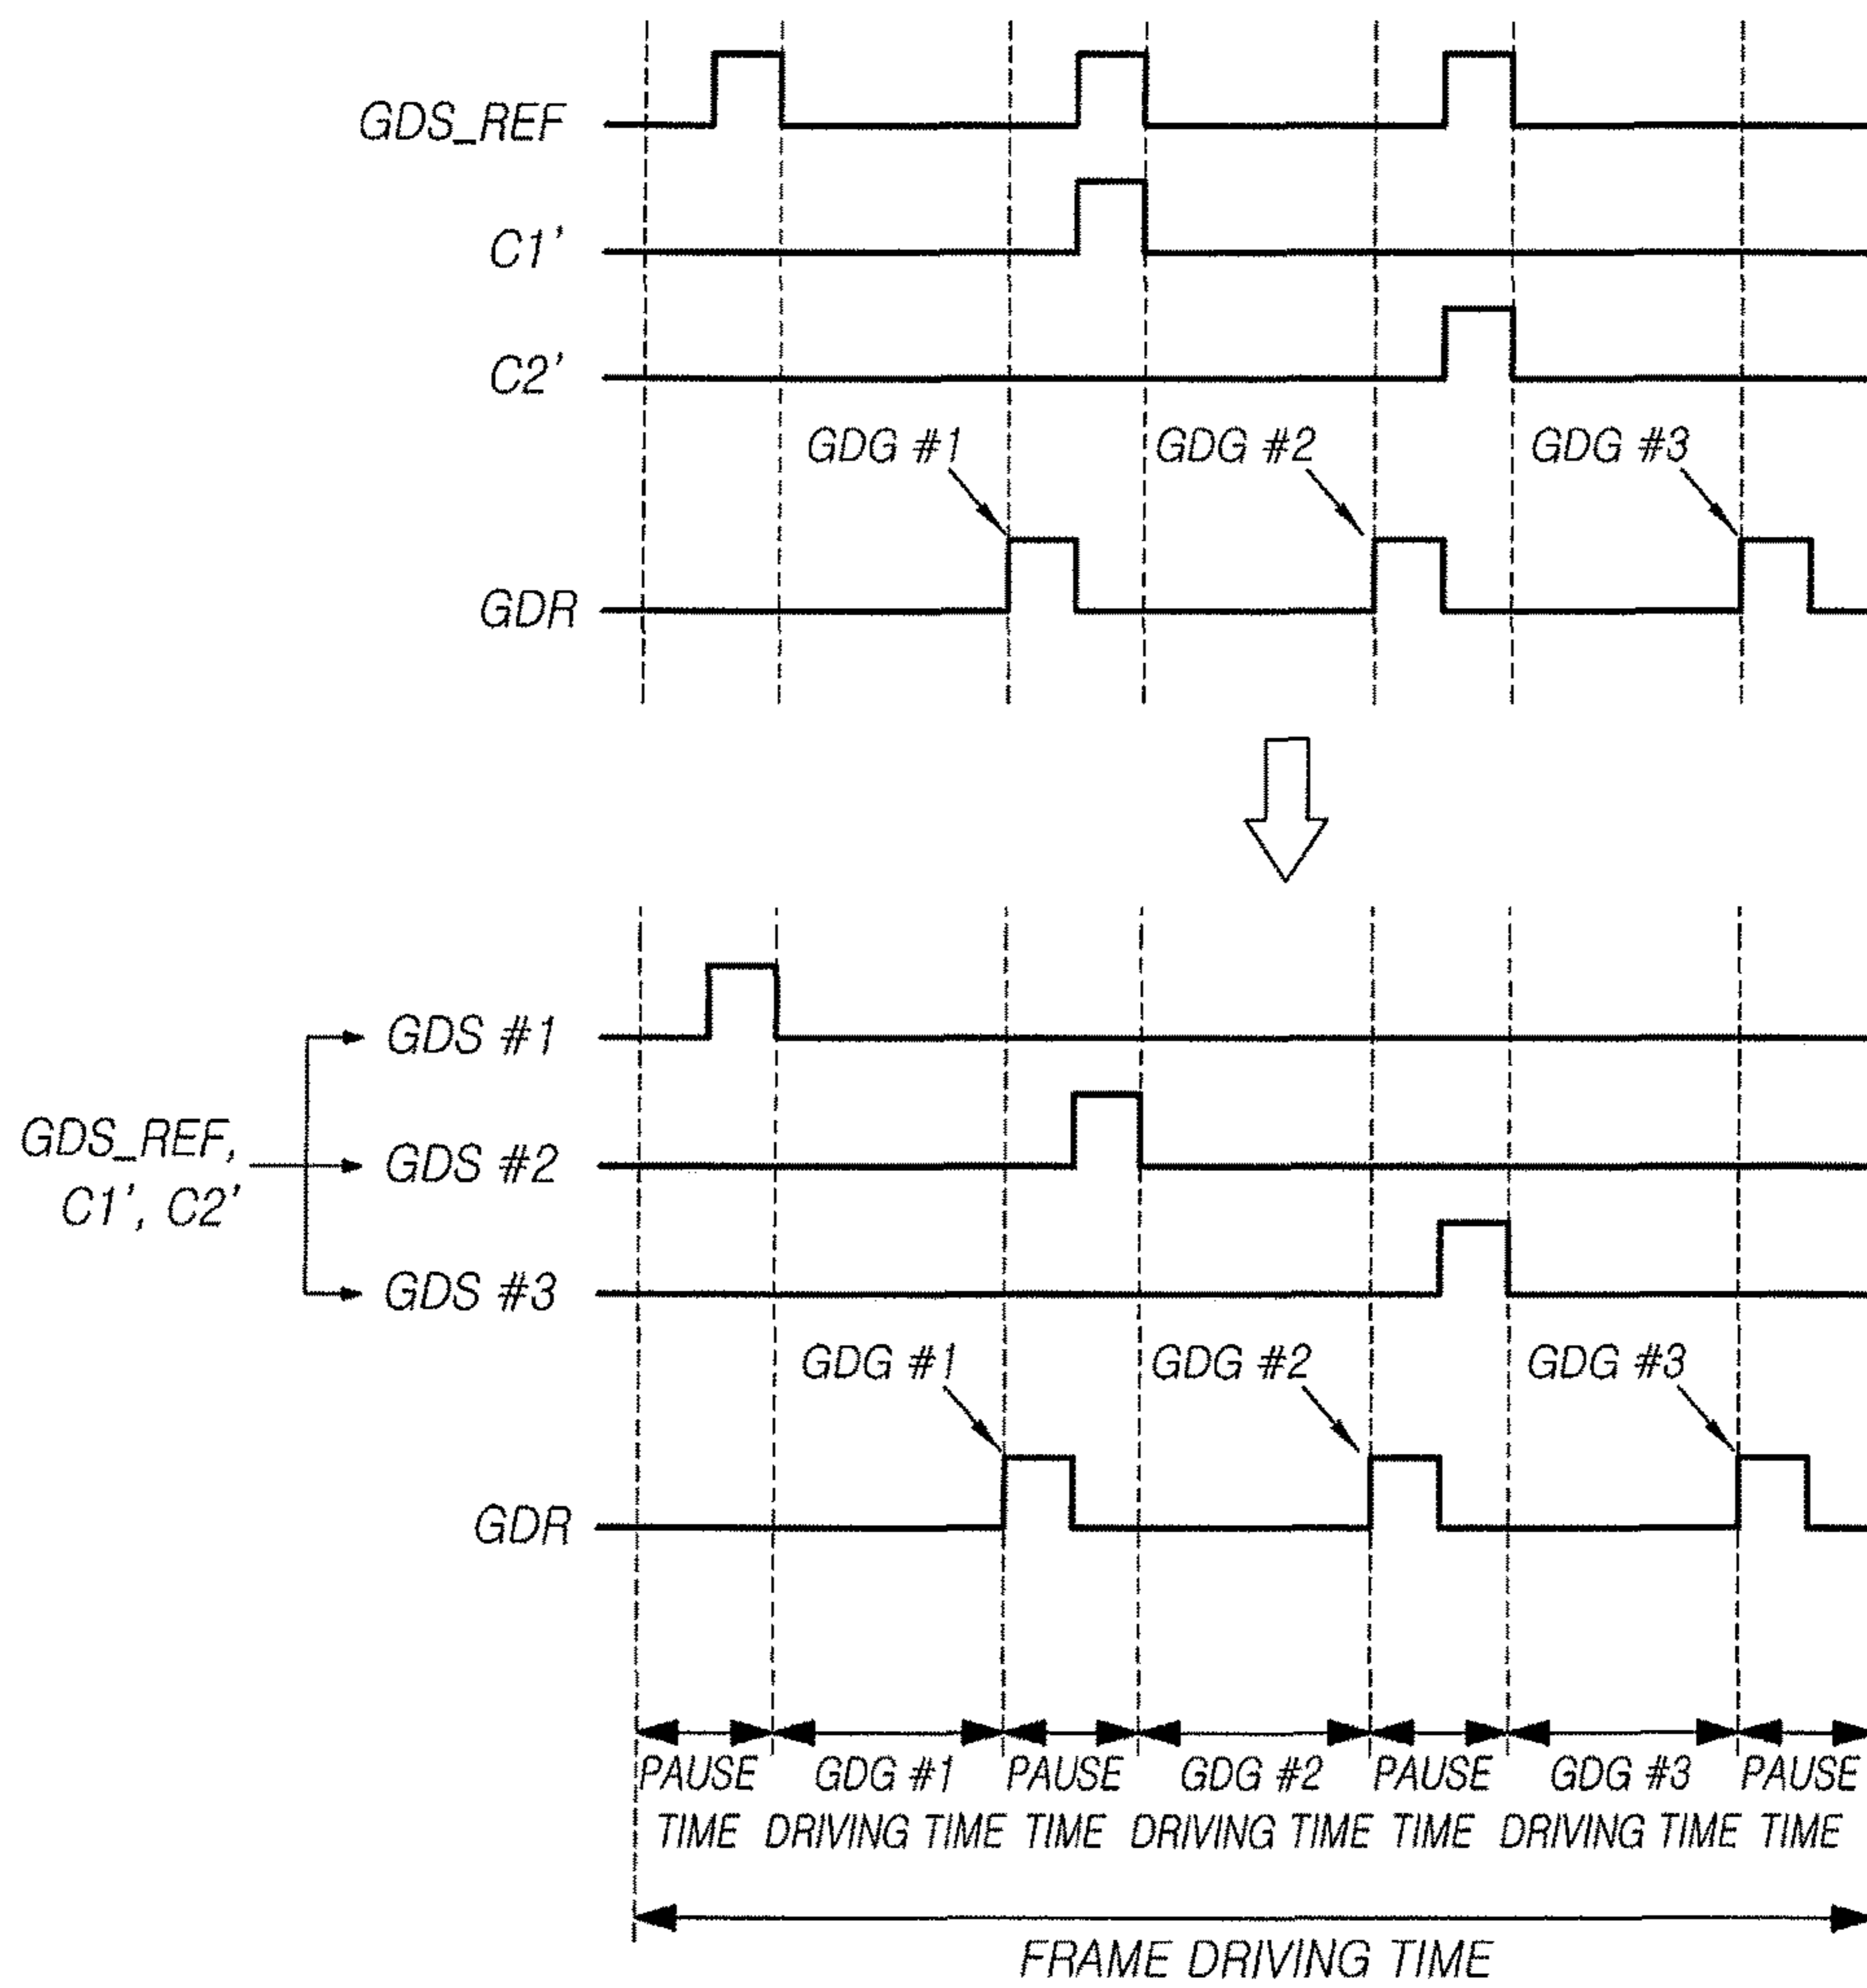 GDS_REF
C1'
C2'
GDG #1 GDG #2 GDG #3
GDR
GDS #1
GDS_REF,
C1', C2'
GDS #2
GDS #3
GDG #1 GDG #2 GDG #3
GDR
PAUSE GDG #1 PAUSE GDG #2 PAUSE GDG #3 PAUSE
TIME DRIVING TIME TIME DRIVING TIME TIME DRIVING TIME TIME
FRAME DRIVING TIME